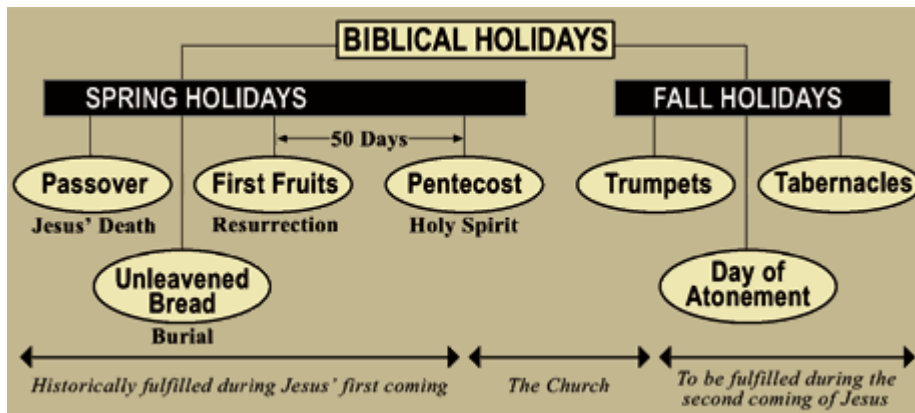 BIBLICAL HOLIDAYS
SPRING HOLIDAYS
FALL HOLIDAYS
50 Days
Passover
First Fruits
Pentecost
Trumpets
Tabernacles
Jesus' Death
Resurrection
Holy Spirit
Unleavened
Bread
Burial
Day of
Atonement
Historically fulfilled during Jesus' first coming
The Church
To be fulfilled during the
second coming of Jesus